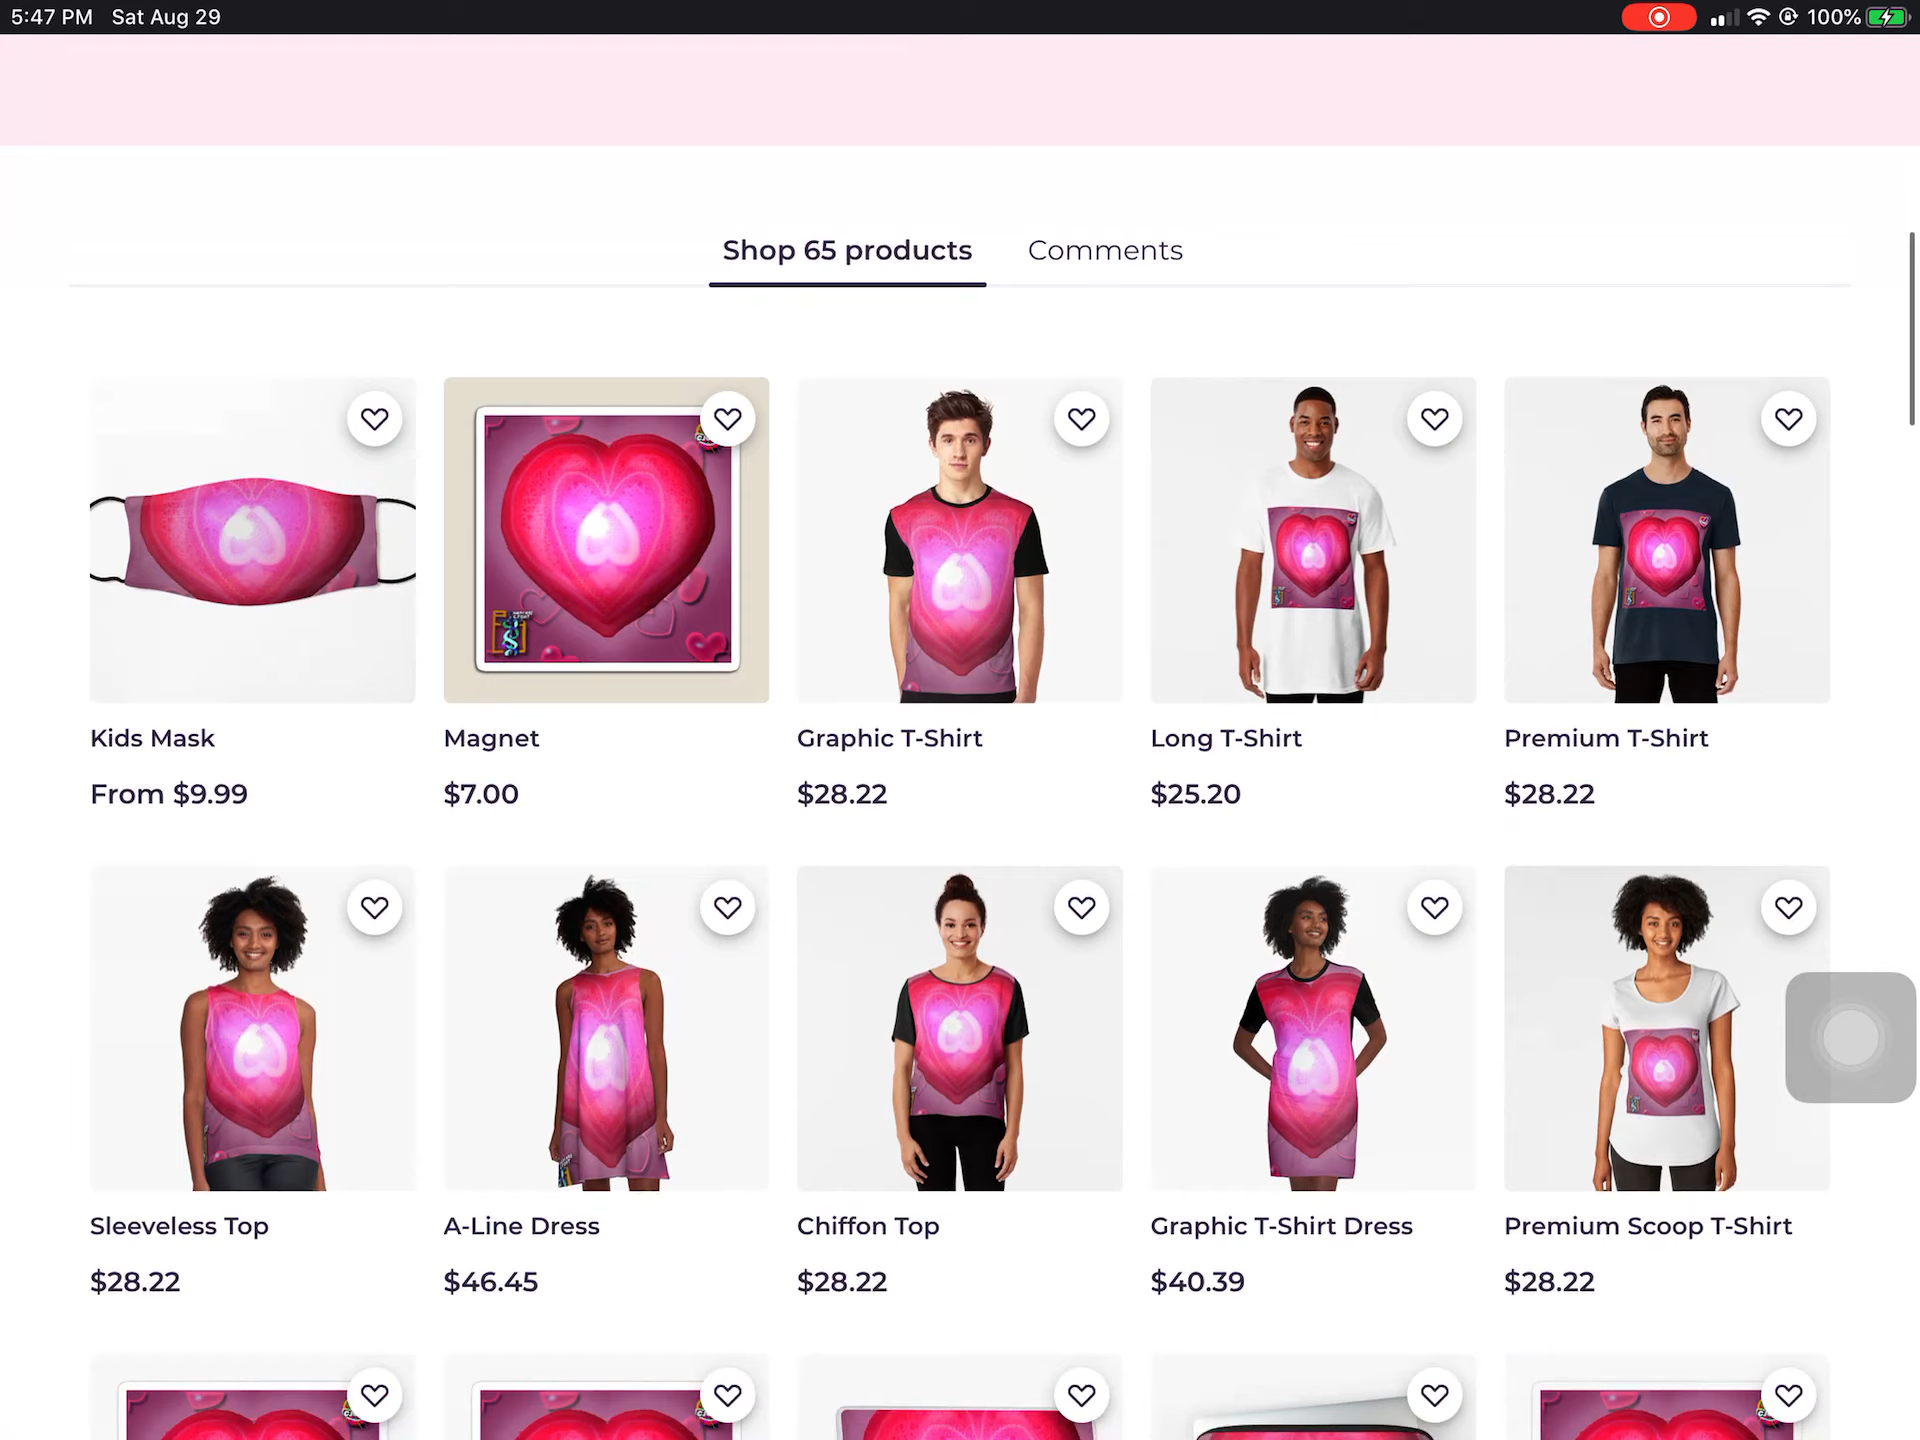 5:47 PM Sat Aug 29 100%
Shop 65 products Comments
Kids Mask Magnet Graphic T-Shirt Long T-Shirt Premium T-Shirt
From $9.99 $7.00 $28.22 $25.20 $28.22
Sleeveless Top A-Line Dress Chiffon Top Graphic T-Shirt Dress Premium Scoop T-Shirt
$28.22 $46.45 $28.22 $40.39 $28.22